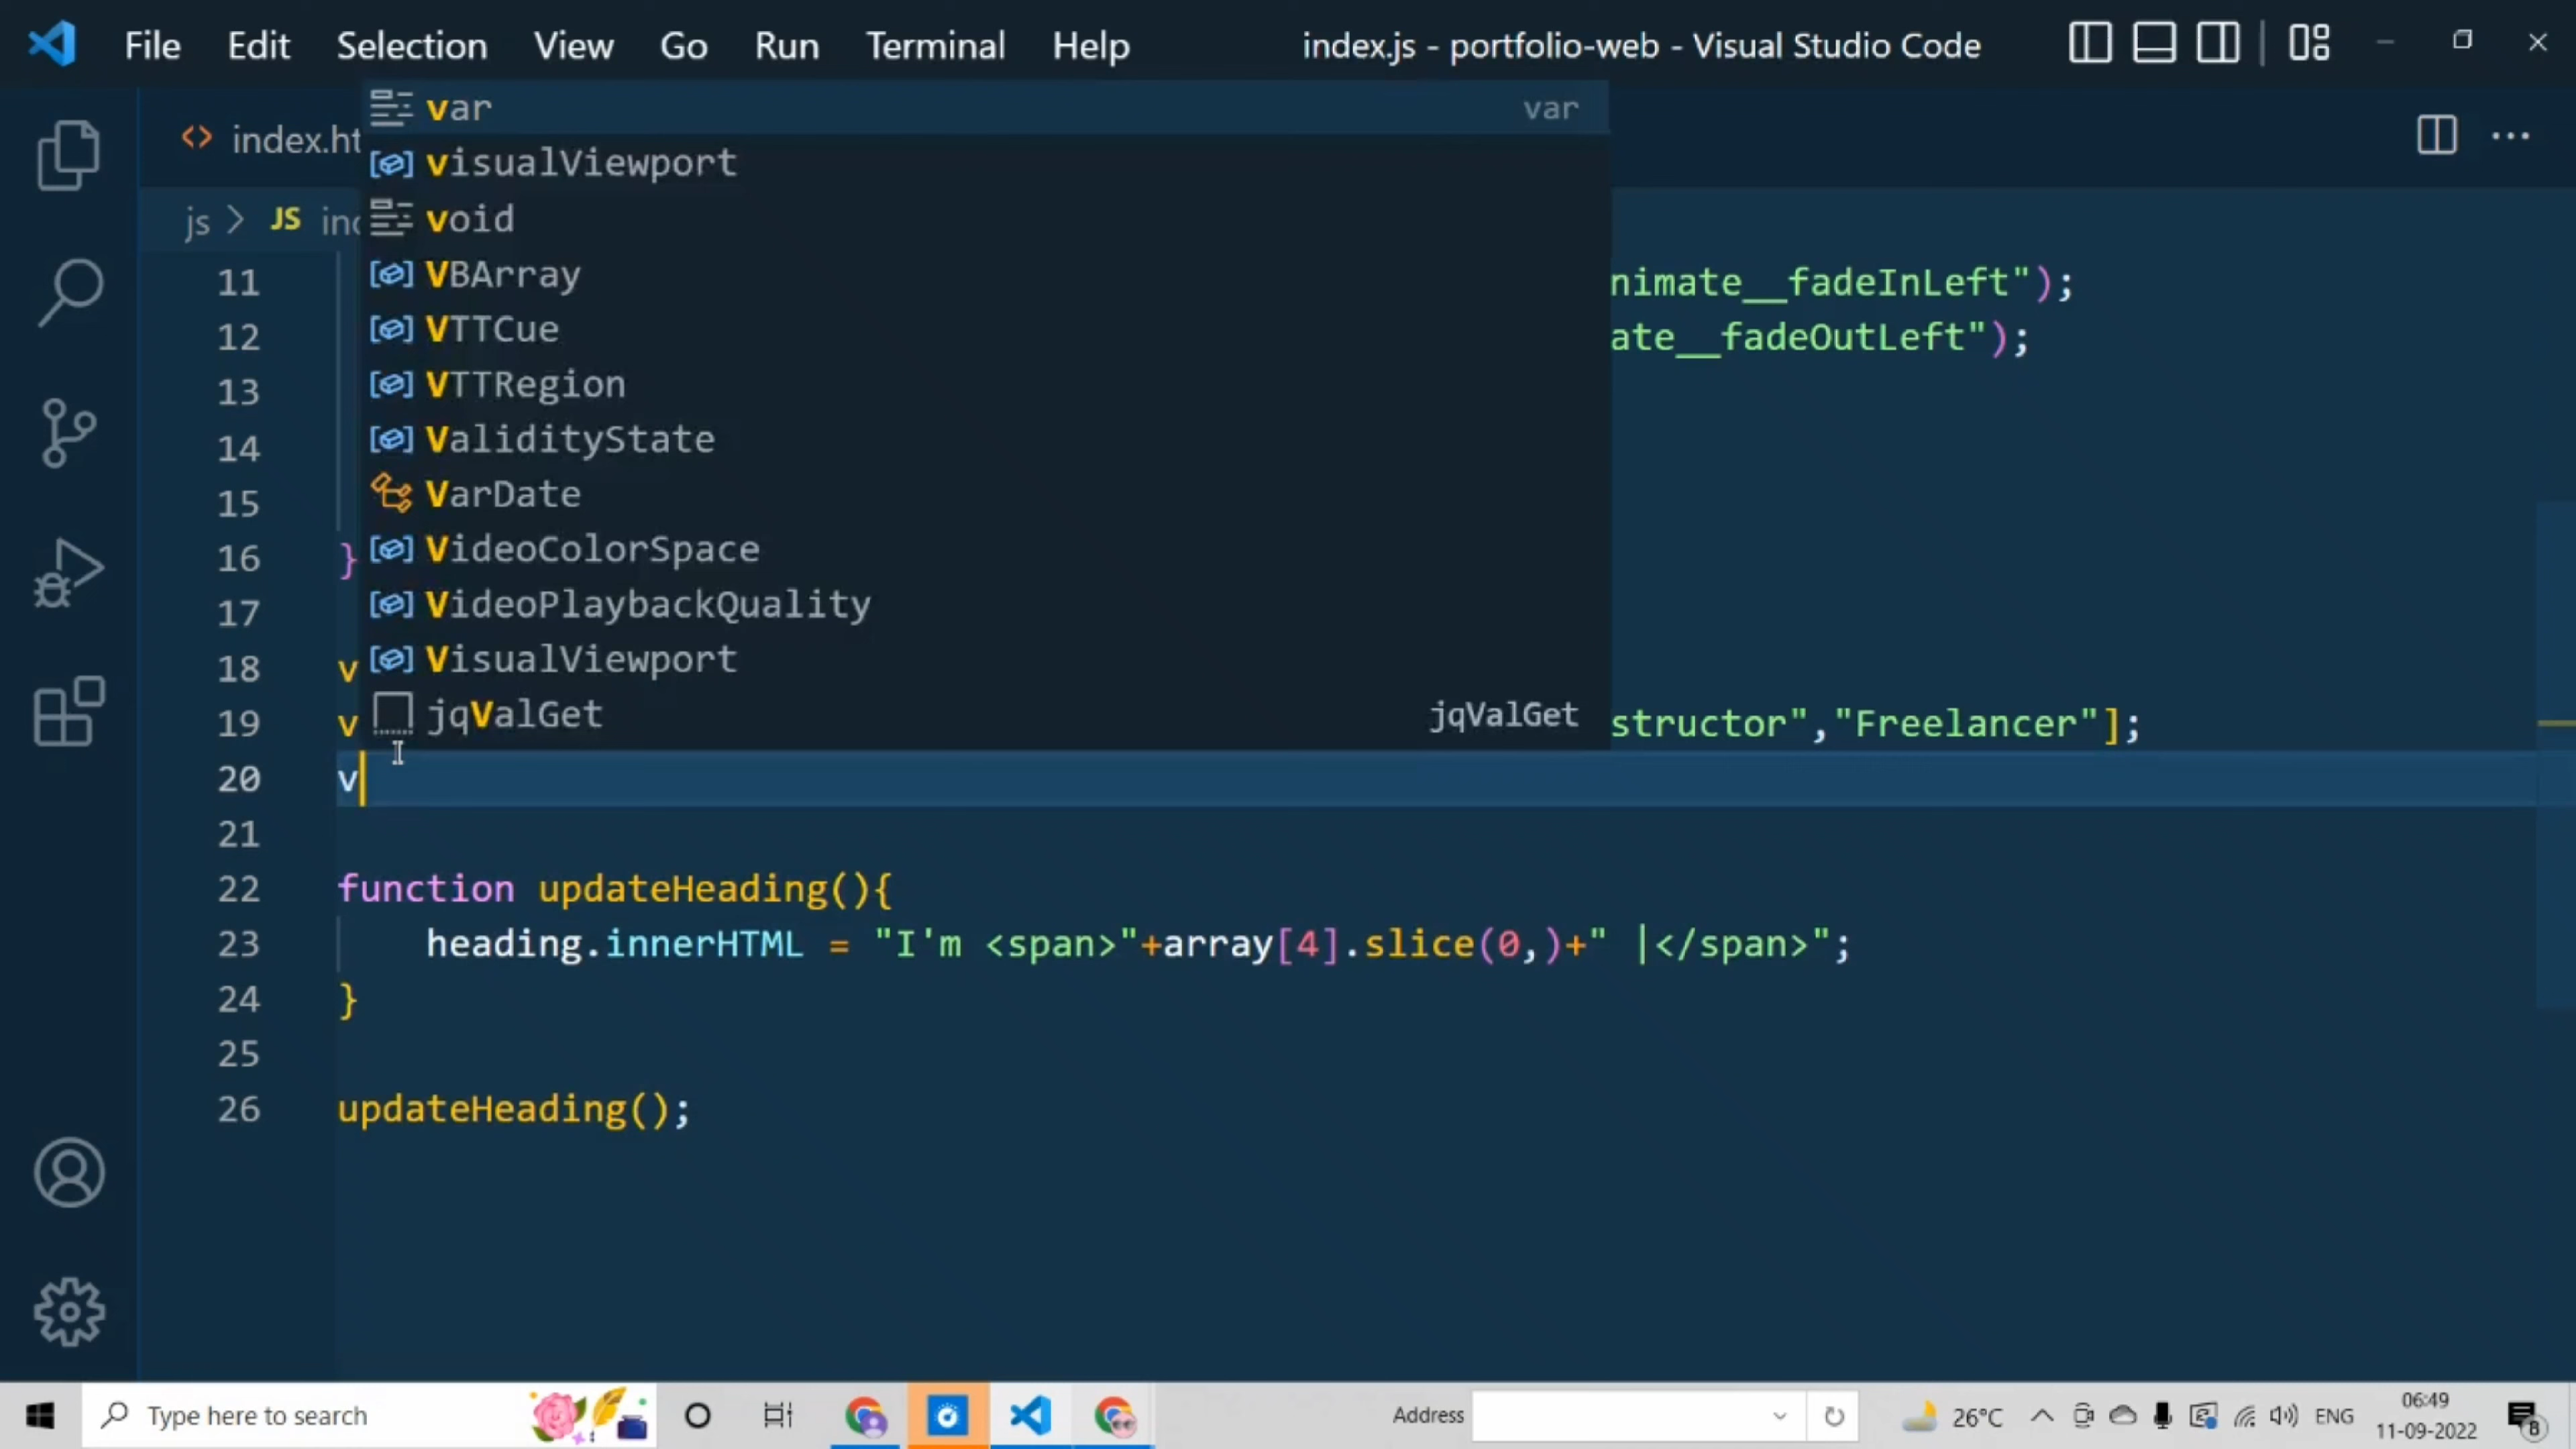 File Edit Selection View Go Run Terminal Help index.js - portfolio-web - Visual Studio Code
var var
index.ht
visualViewport
void
js > JS ind
VBArray
11 nimate__fadeInLeft");
VTTCue
12 ate__fadeOutLeft");
VTTRegion
13
ValidityState
14
VarDate
15
VideoColorSpace
16 }
VideoPlaybackQuality
17
VisualViewport
18 v
jqValGet jqValGet
19 v structor","Freelancer"];
20 v
21
22 function updateHeading(){
23 heading.innerHTML = "I'm <span>"+array[4].slice(0,)+" |</span>";
24 }
25
26 updateHeading();
Type here to search Address 26°C ENG 06:49
11-09-2022 8